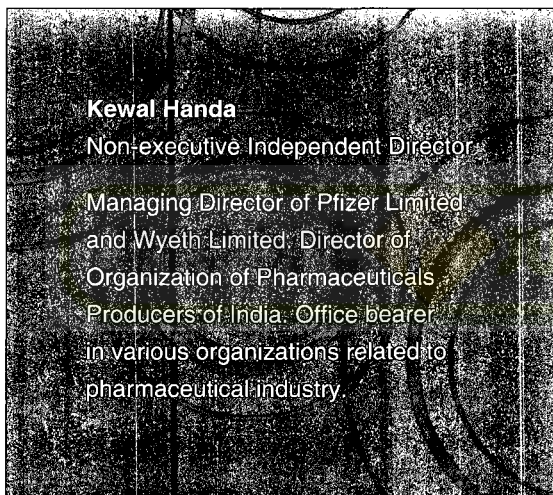 Kewal Handa
Non-executive Independent Director
Managing Director of Pfizer Limited
and Wyeth Limited. Director of
Organization of Pharmaceuticals
Producers of India. Office bearer
in various organizations related to
pharmaceutical industry.